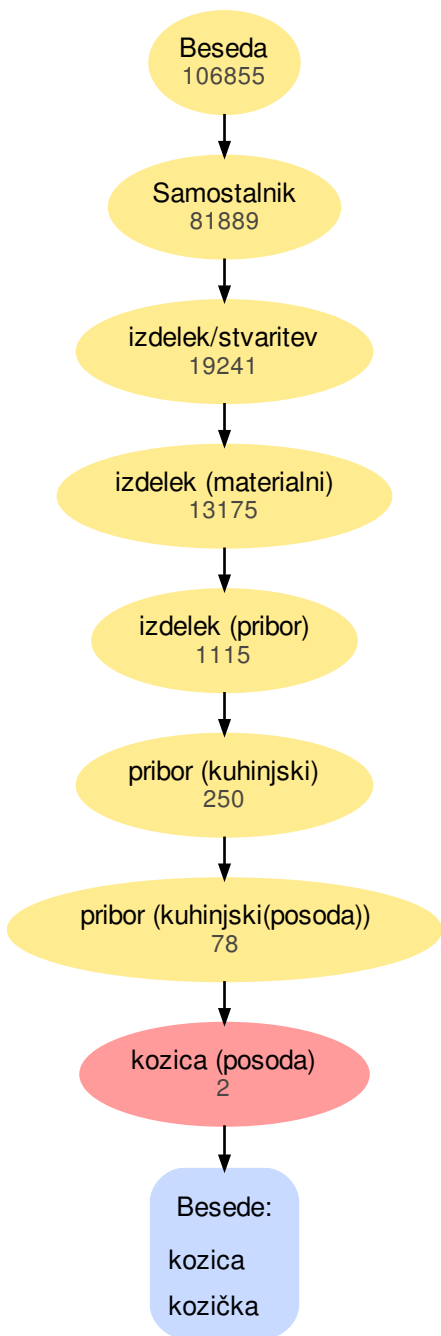 Beseda
106855
Samostalnik
81889
izdelek/stvaritev
19241
izdelek (materialni)
13175
izdelek (pribor)
1115
pribor (kuhinjski)
250
pribor (kuhinjski(posoda))
78
kozica (posoda)
2
Besede:
kozica
kozička